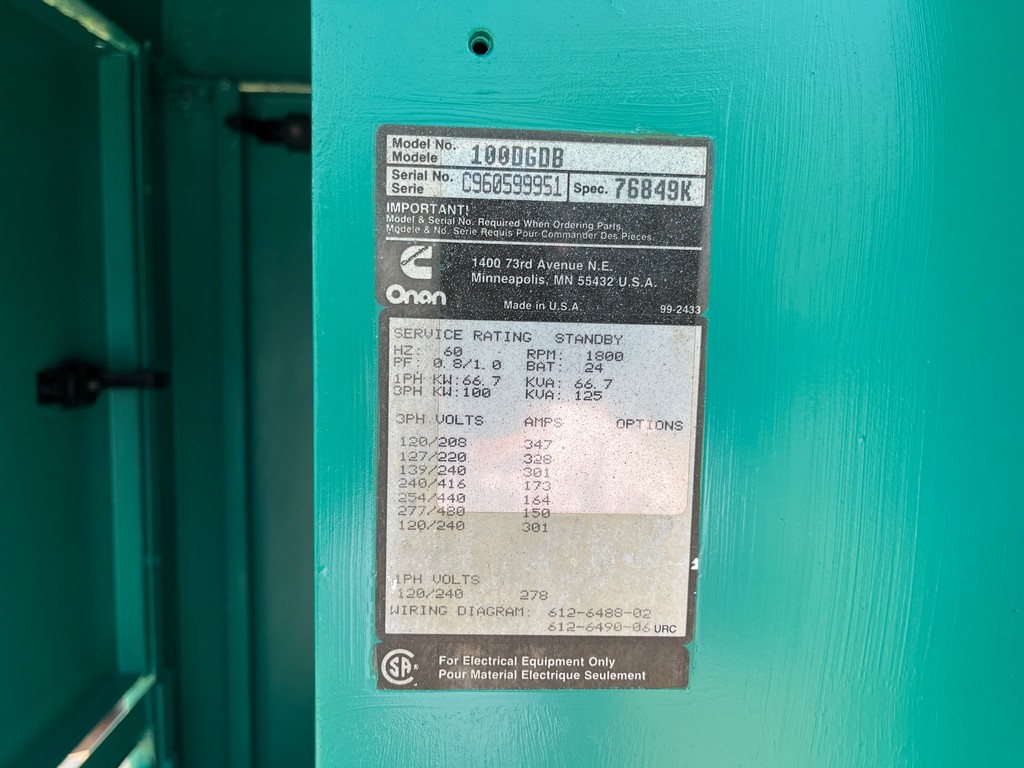 Model No. 100DGDB
Modele
Serial No. C960599951 Spec. 76849K
Serie
IMPORTANT!
Model & Serial No. Required When Ordering Parts.
Modele & No. Serie Requis Pour Commander Des Pieces.
1400 73rd Avenue N.E.
Minneapolis, MN 55432 U.S.A.
Onan
Made in U.S.A. 99-2433
SERVICE RATING STANDBY
HZ: 60 RPM: 1800
PF: 0.8/1.0 BAT: 24
1PH KW:66.7 KVA: 66.7
3PH KW:100 KVA: 125
3PH VOLTS AMPS OPTIONS
120/208 347
127/220 328
139/240 301
240/416 173
254/440 164
277/480 150
120/240 301
1PH VOLTS
120/240 278
WIRING DIAGRAM: 612-6488-02
612-6490-06 URC
SA® For Electrical Equipment Only
Pour Material Electrique Seulement